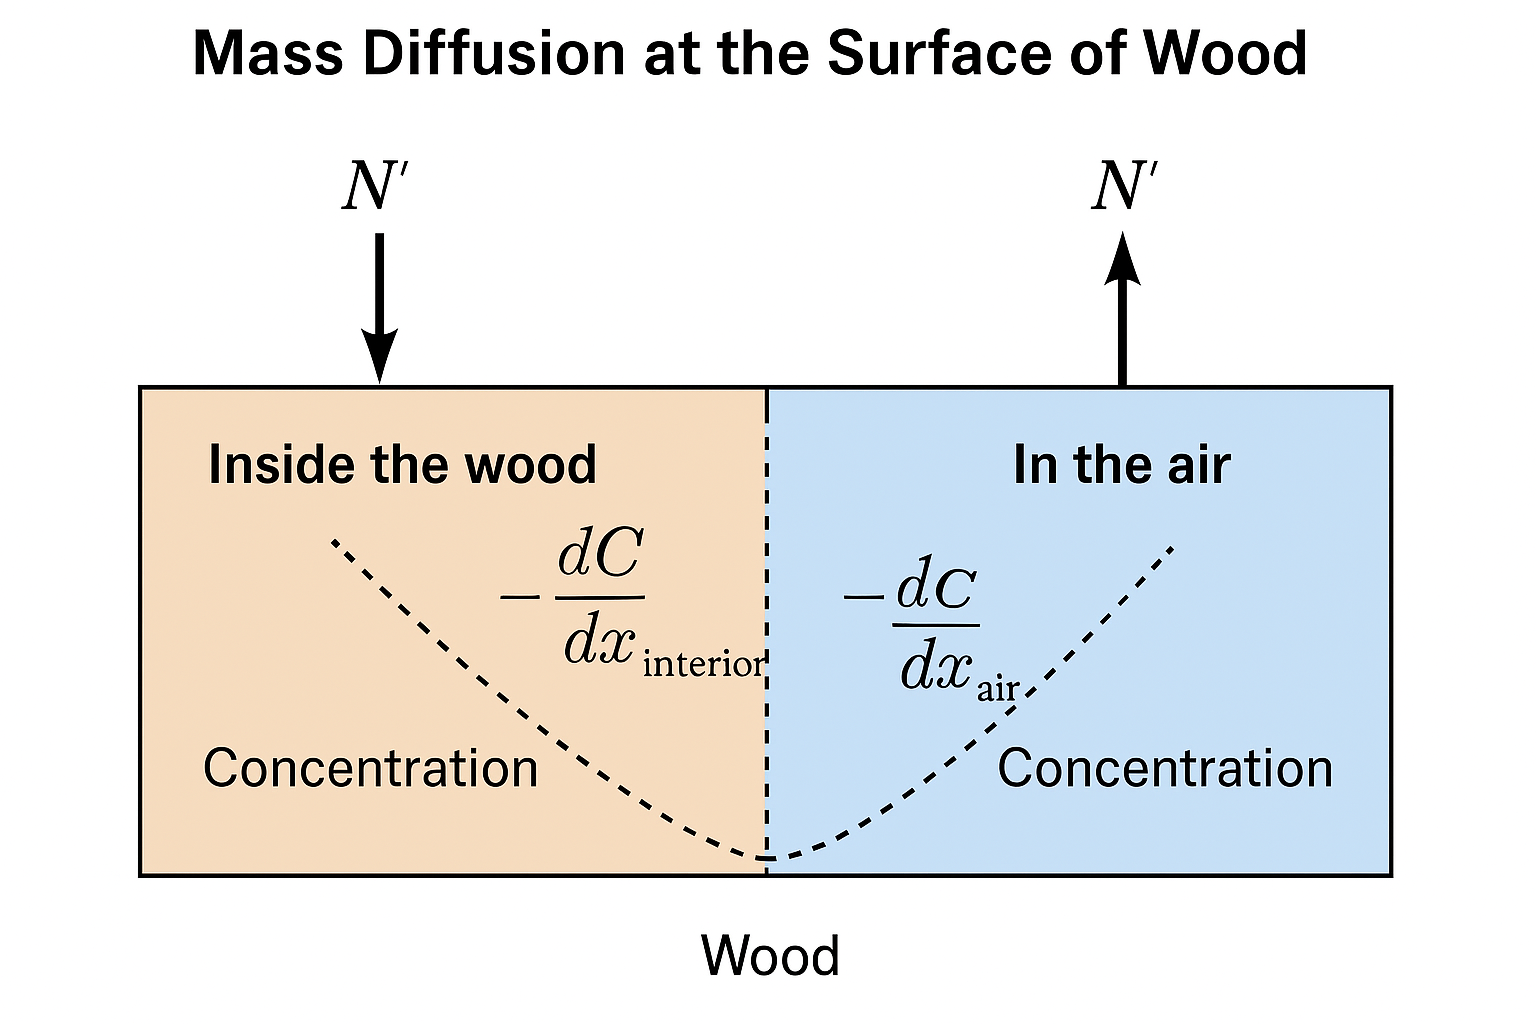 Mass Diffusion at the Surface of Wood
N′
N′
Inside the wood
In the air
− dC
dx interior
− dC
dx air
Concentration
Concentration
Wood